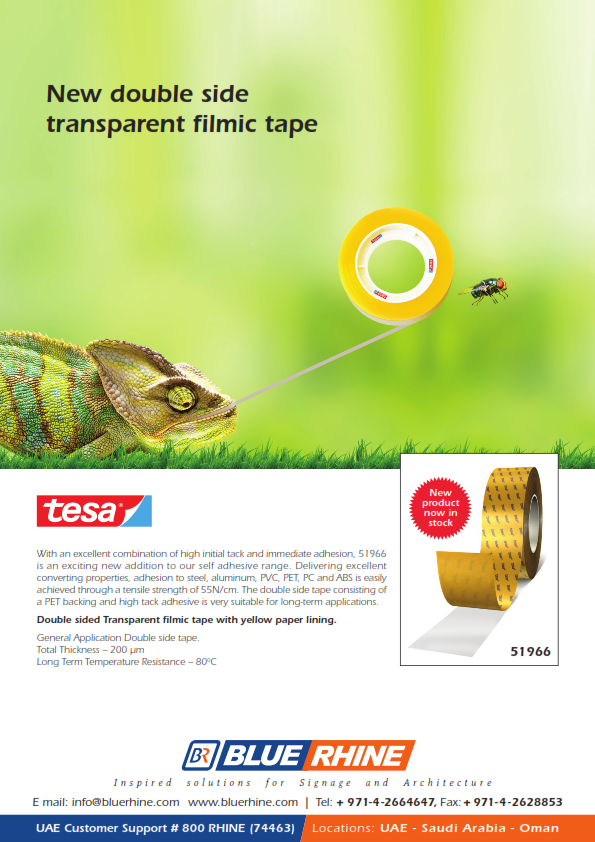 New double side
transparent filmic tape
tesa®
New
product
now in
stock
With an excellent combination of high initial tack and immediate adhesion, 51966
is an exciting new addition to our self adhesive range. Delivering excellent
converting properties, adhesion to steel, aluminum, PVC, PET, PC and ABS is easily
achieved through a tensile strength of 55N/cm. The double side tape consisting of
a PET backing and high tack adhesive is very suitable for long-term applications.
Double sided Transparent filmic tape with yellow paper lining.
General Application Double side tape.
Total Thickness – 200 µm
Long Term Temperature Resistance – 80ºC
51966
BR BLUE RHINE
Inspired solutions for Signage and Architecture
E mail: info@bluerhine.com www.bluerhine.com | Tel: + 971-4-2664647, Fax: + 971-4-2628853
UAE Customer Support # 800 RHINE (74463) Locations: UAE - Saudi Arabia - Oman